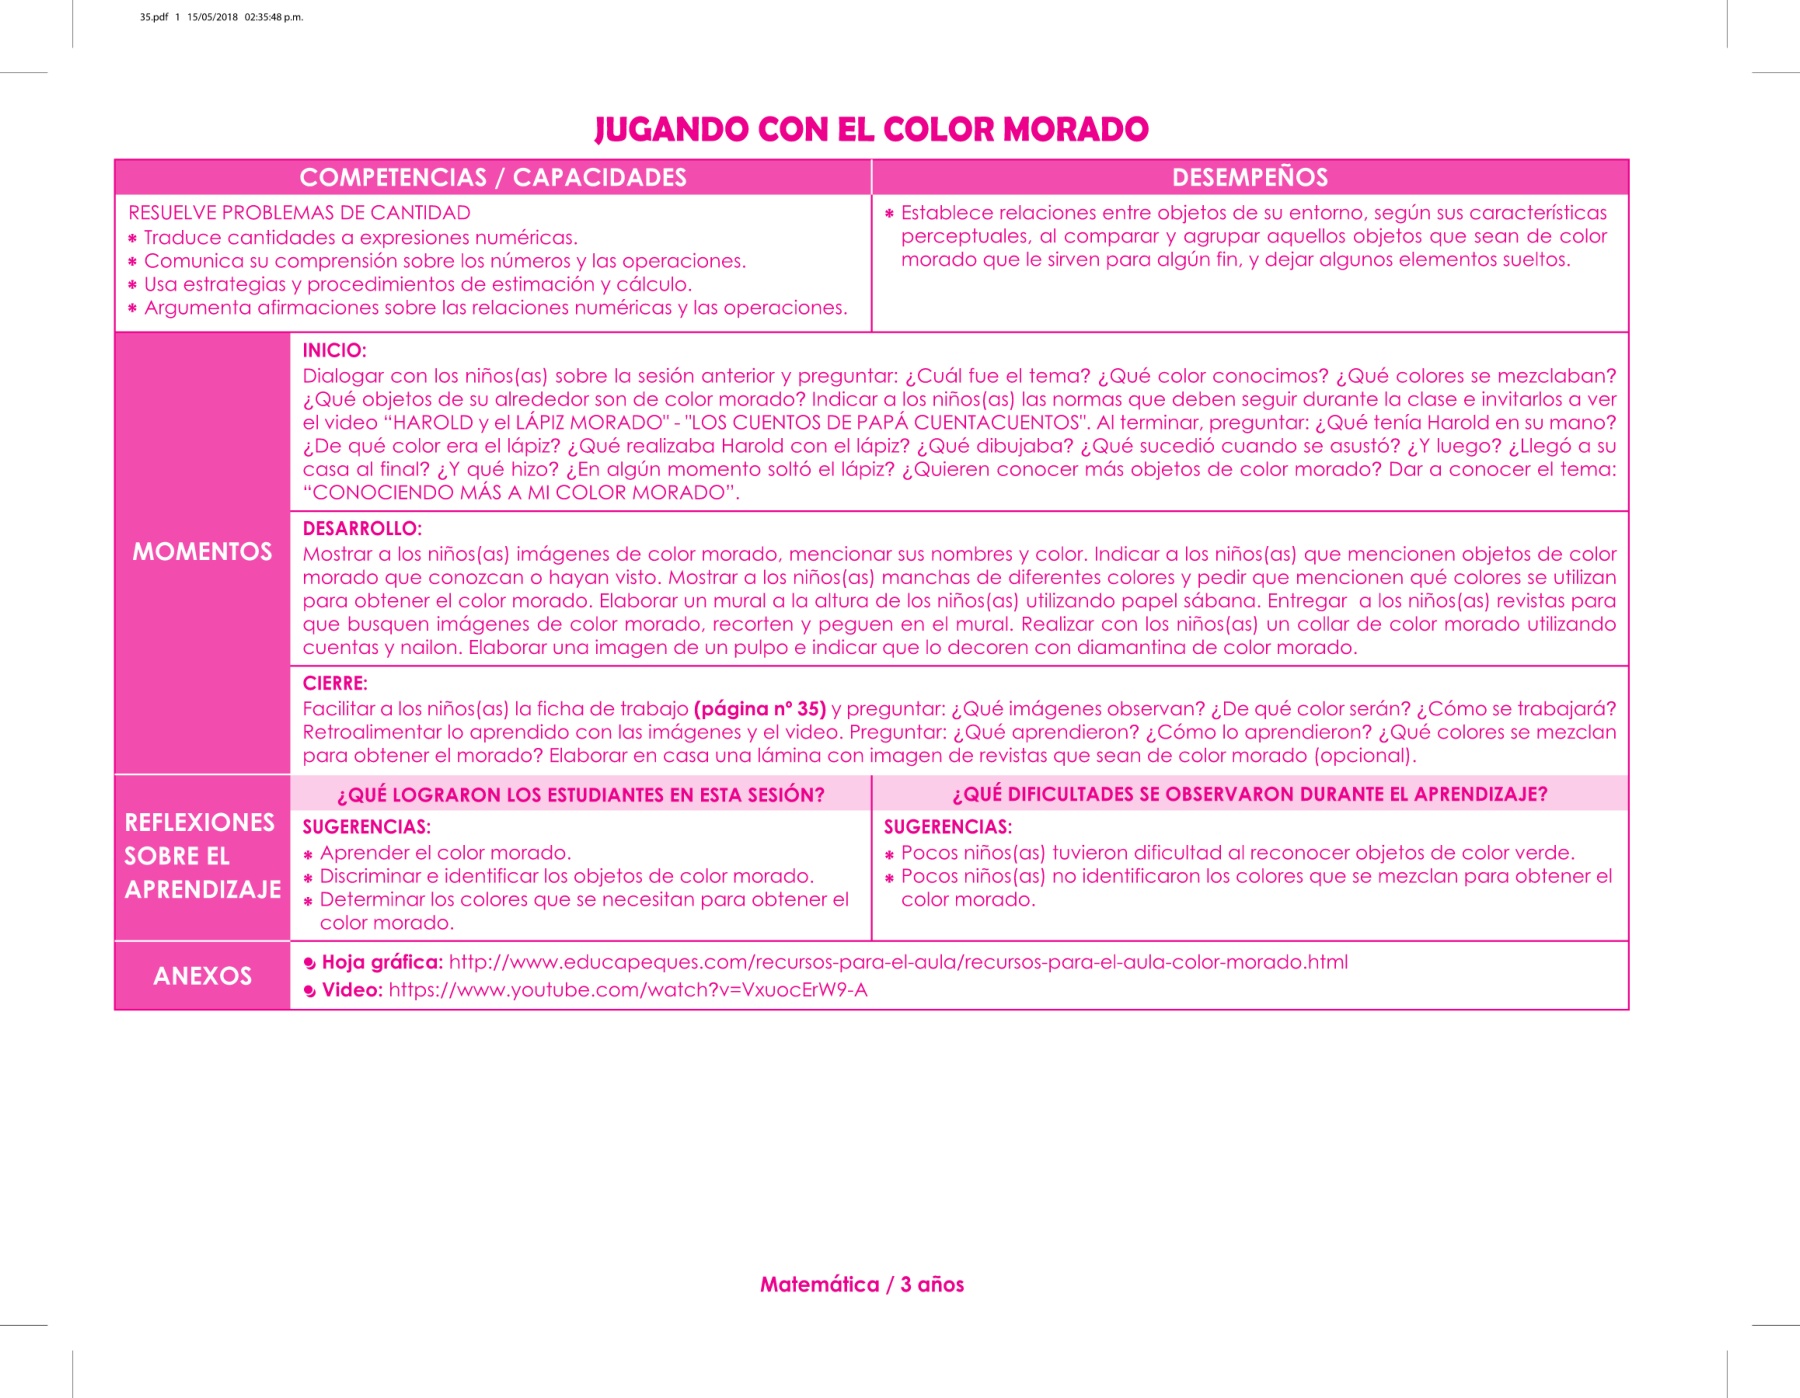 35.pdf 1 15/05/2018 02:35:48 p.m.
JUGANDO CON EL COLOR MORADO
COMPETENCIAS / CAPACIDADES
DESEMPEÑOS
RESUELVE PROBLEMAS DE CANTIDAD
* Traduce cantidades a expresiones numéricas.
* Comunica su comprensión sobre los números y las operaciones.
* Usa estrategias y procedimientos de estimación y cálculo.
* Argumenta afirmaciones sobre las relaciones numéricas y las operaciones.
* Establece relaciones entre objetos de su entorno, según sus características
perceptuales, al comparar y agrupar aquellos objetos que sean de color
morado que le sirven para algún fin, y dejar algunos elementos sueltos.
MOMENTOS
INICIO:
Dialogar con los niños(as) sobre la sesión anterior y preguntar: ¿Cuál fue el tema? ¿Qué color conocimos? ¿Qué colores se mezclaban?
¿Qué objetos de su alrededor son de color morado? Indicar a los niños(as) las normas que deben seguir durante la clase e invitarlos a ver
el video “HAROLD y el LÁPIZ MORADO" - "LOS CUENTOS DE PAPÁ CUENTACUENTOS". Al terminar, preguntar: ¿Qué tenía Harold en su mano?
¿De qué color era el lápiz? ¿Qué realizaba Harold con el lápiz? ¿Qué dibujaba? ¿Qué sucedió cuando se asustó? ¿Y luego? ¿Llegó a su
casa al final? ¿Y qué hizo? ¿En algún momento soltó el lápiz? ¿Quieren conocer más objetos de color morado? Dar a conocer el tema:
“CONOCIENDO MÁS A MI COLOR MORADO”.
DESARROLLO:
Mostrar a los niños(as) imágenes de color morado, mencionar sus nombres y color. Indicar a los niños(as) que mencionen objetos de color
morado que conozcan o hayan visto. Mostrar a los niños(as) manchas de diferentes colores y pedir que mencionen qué colores se utilizan
para obtener el color morado. Elaborar un mural a la altura de los niños(as) utilizando papel sábana. Entregar a los niños(as) revistas para
que busquen imágenes de color morado, recorten y peguen en el mural. Realizar con los niños(as) un collar de color morado utilizando
cuentas y nailon. Elaborar una imagen de un pulpo e indicar que lo decoren con diamantina de color morado.
CIERRE:
Facilitar a los niños(as) la ficha de trabajo (página nº 35) y preguntar: ¿Qué imágenes observan? ¿De qué color serán? ¿Cómo se trabajará?
Retroalimentar lo aprendido con las imágenes y el video. Preguntar: ¿Qué aprendieron? ¿Cómo lo aprendieron? ¿Qué colores se mezclan
para obtener el morado? Elaborar en casa una lámina con imagen de revistas que sean de color morado (opcional).
REFLEXIONES
SOBRE EL
APRENDIZAJE
¿QUÉ LOGRARON LOS ESTUDIANTES EN ESTA SESIÓN?
SUGERENCIAS:
* Aprender el color morado.
* Discriminar e identificar los objetos de color morado.
* Determinar los colores que se necesitan para obtener el
color morado.
¿QUÉ DIFICULTADES SE OBSERVARON DURANTE EL APRENDIZAJE?
SUGERENCIAS:
* Pocos niños(as) tuvieron dificultad al reconocer objetos de color verde.
* Pocos niños(as) no identificaron los colores que se mezclan para obtener el
color morado.
ANEXOS
Hoja gráfica: http://www.educapeques.com/recursos-para-el-aula/recursos-para-el-aula-color-morado.html
Video: https://www.youtube.com/watch?v=VxuocErW9-A
Matemática / 3 años